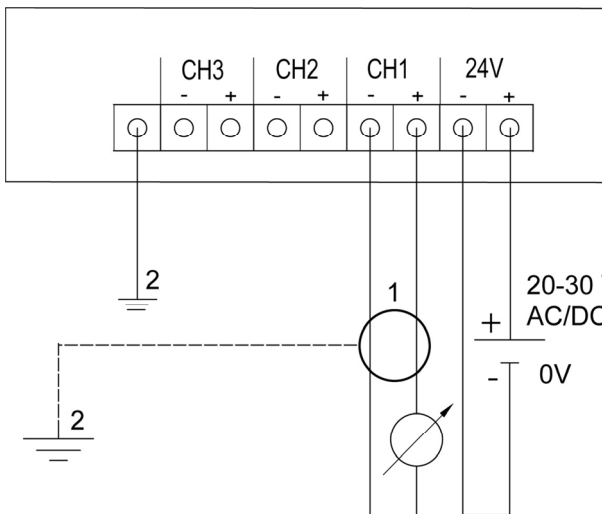 CH3 CH2 CH1 24V
- + - + - + - +
2
1
20-30
AC/DC
+
- 0V
2